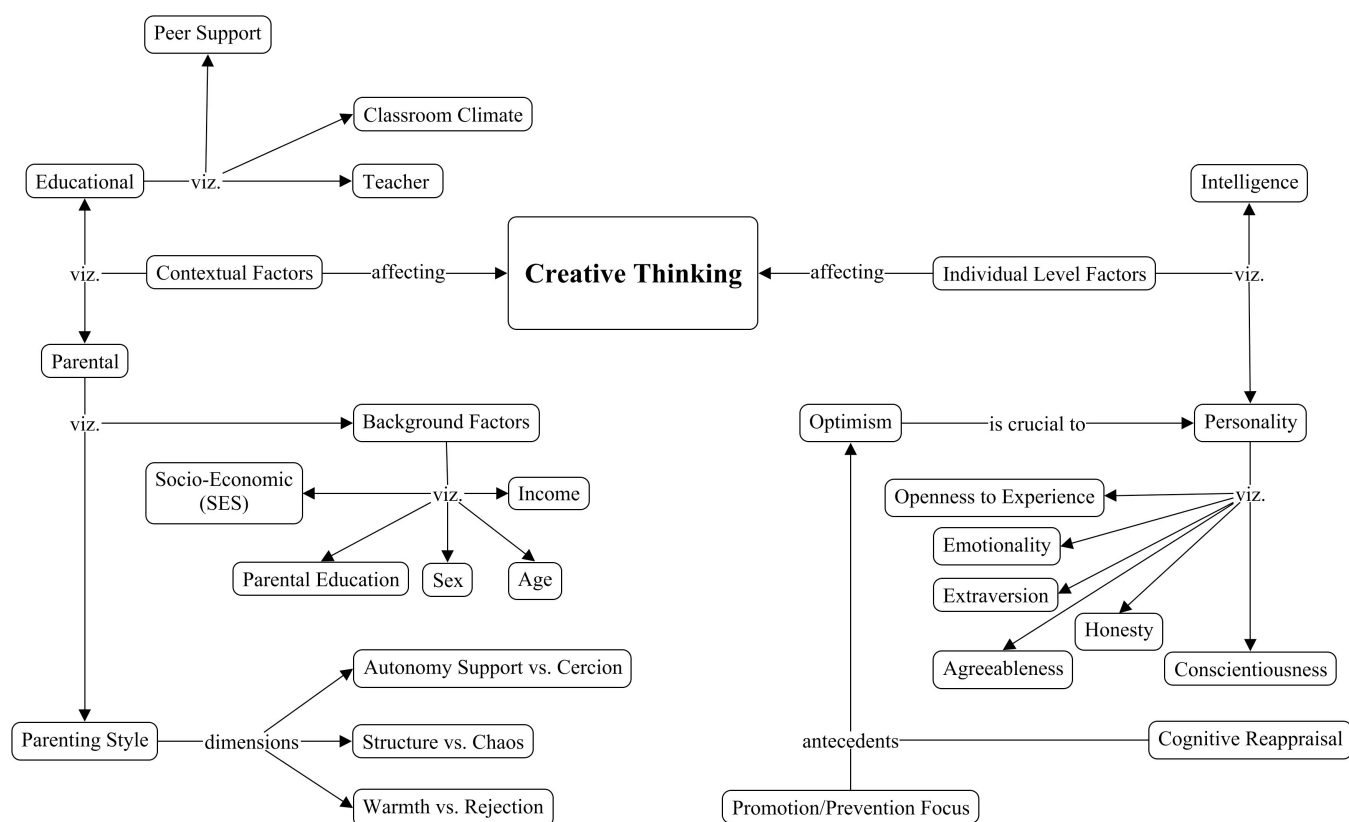 Peer Support
Classroom Climate
Educational
viz.
Teacher
Intelligence
viz.
Contextual Factors
affecting
Creative Thinking
affecting
Individual Level Factors
viz.
Parental
viz.
Background Factors
Optimism
is crucial to
Personality
Socio-Economic
(SES)
viz.
Income
Openness to Experience
viz.
Emotionality
Parental Education
Sex
Age
Extraversion
Honesty
Agreeableness
Conscientiousness
Autonomy Support vs. Cercion
Parenting Style
dimensions
Structure vs. Chaos
antecedents
Cognitive Reappraisal
Warmth vs. Rejection
Promotion/Prevention Focus